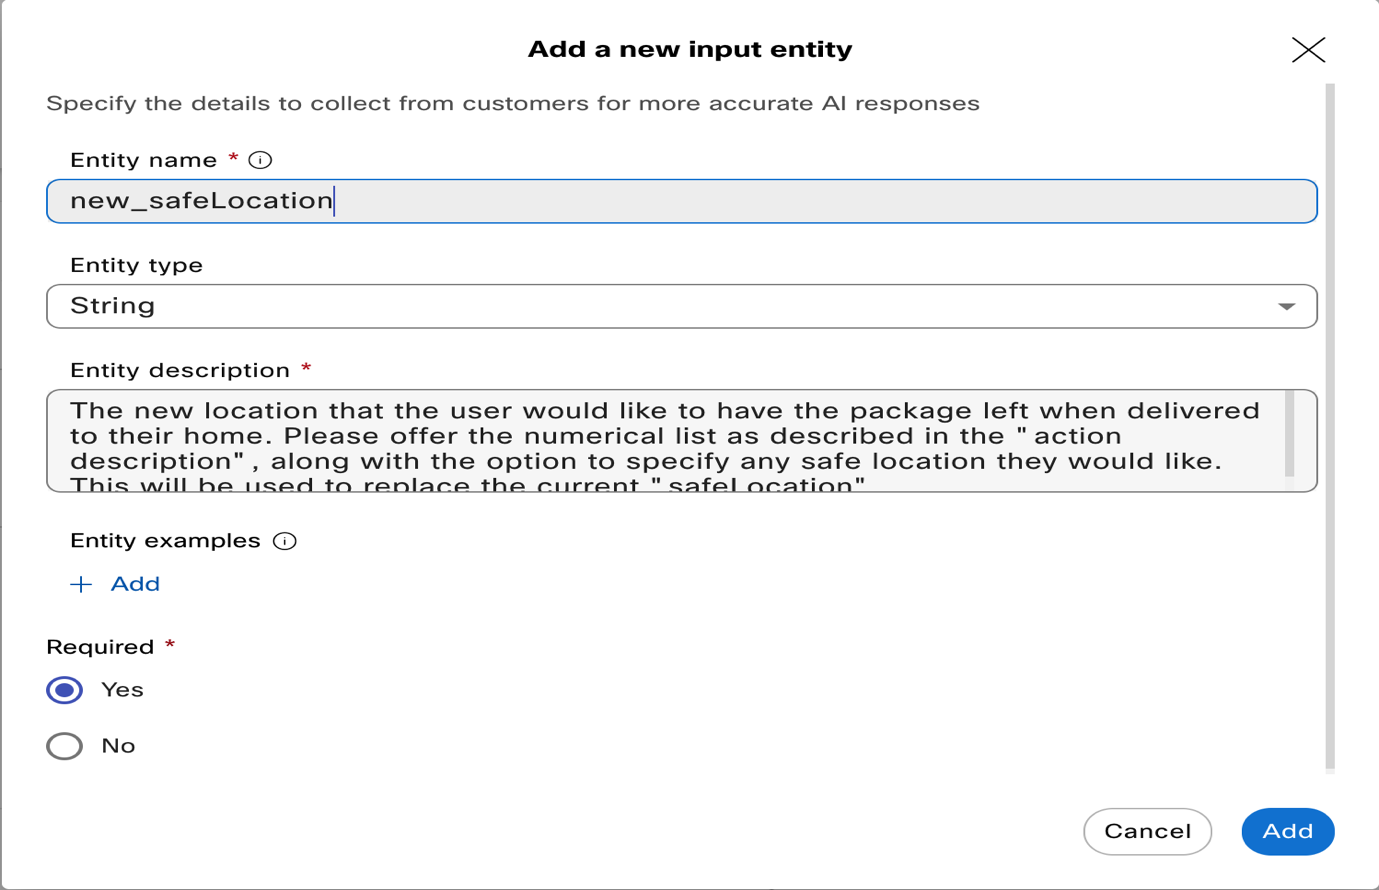 Add a new input entity
Specify the details to collect from customers for more accurate AI responses
Entity name *
new_safeLocation
Entity type
String
Entity description *
The new location that the user would like to have the package left when delivered
to their home. Please offer the numerical list as described in the "action
description", along with the option to specify any safe location they would like.
This will be used to replace the current "safeLocation"
Entity examples
+ Add
Required *
Yes
No
Cancel
Add